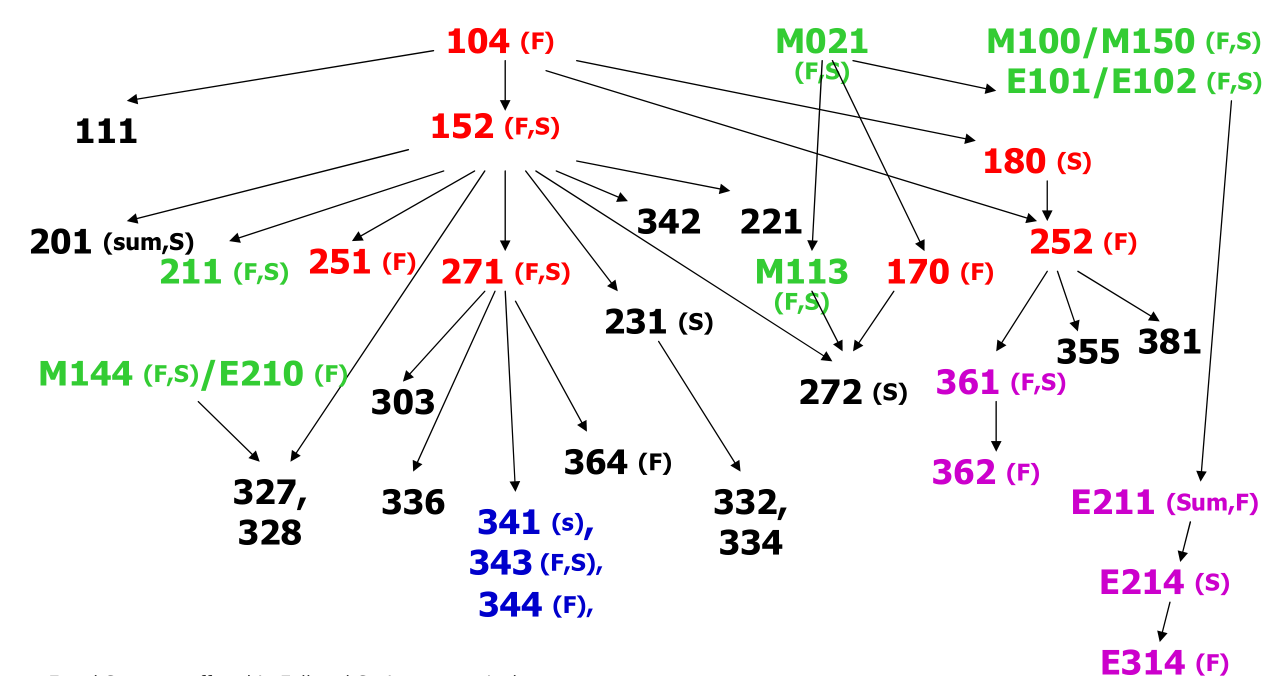 104 (F)
M021
(F,S)
M100/M150 (F,S)
E101/E102 (F,S)
111
152 (F,S)
180 (S)
201 (sum,S)
211 (F,S)
251 (F)
271 (F,S)
342
221
252 (F)
M113
(F,S)
170 (F)
231 (S)
355
381
M144 (F,S)/E210 (F)
303
272 (S)
361 (F,S)
364 (F)
362 (F)
327,
328
336
341 (s),
343 (F,S),
344 (F),
332,
334
E211 (Sum,F)
E214 (S)
E314 (F)